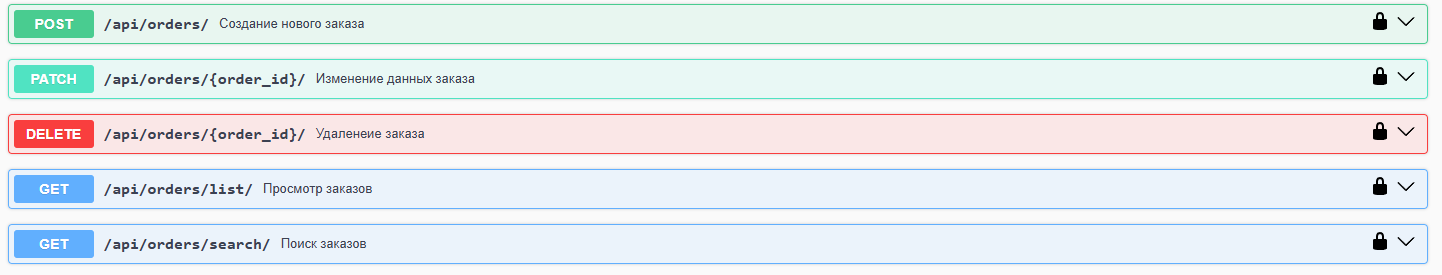 POST /api/orders/ Создание нового заказа
PATCH /api/orders/{order_id}/ Изменение данных заказа
DELETE /api/orders/{order_id}/ Удаленеие заказа
GET /api/orders/list/ Просмотр заказов
GET /api/orders/search/ Поиск заказов